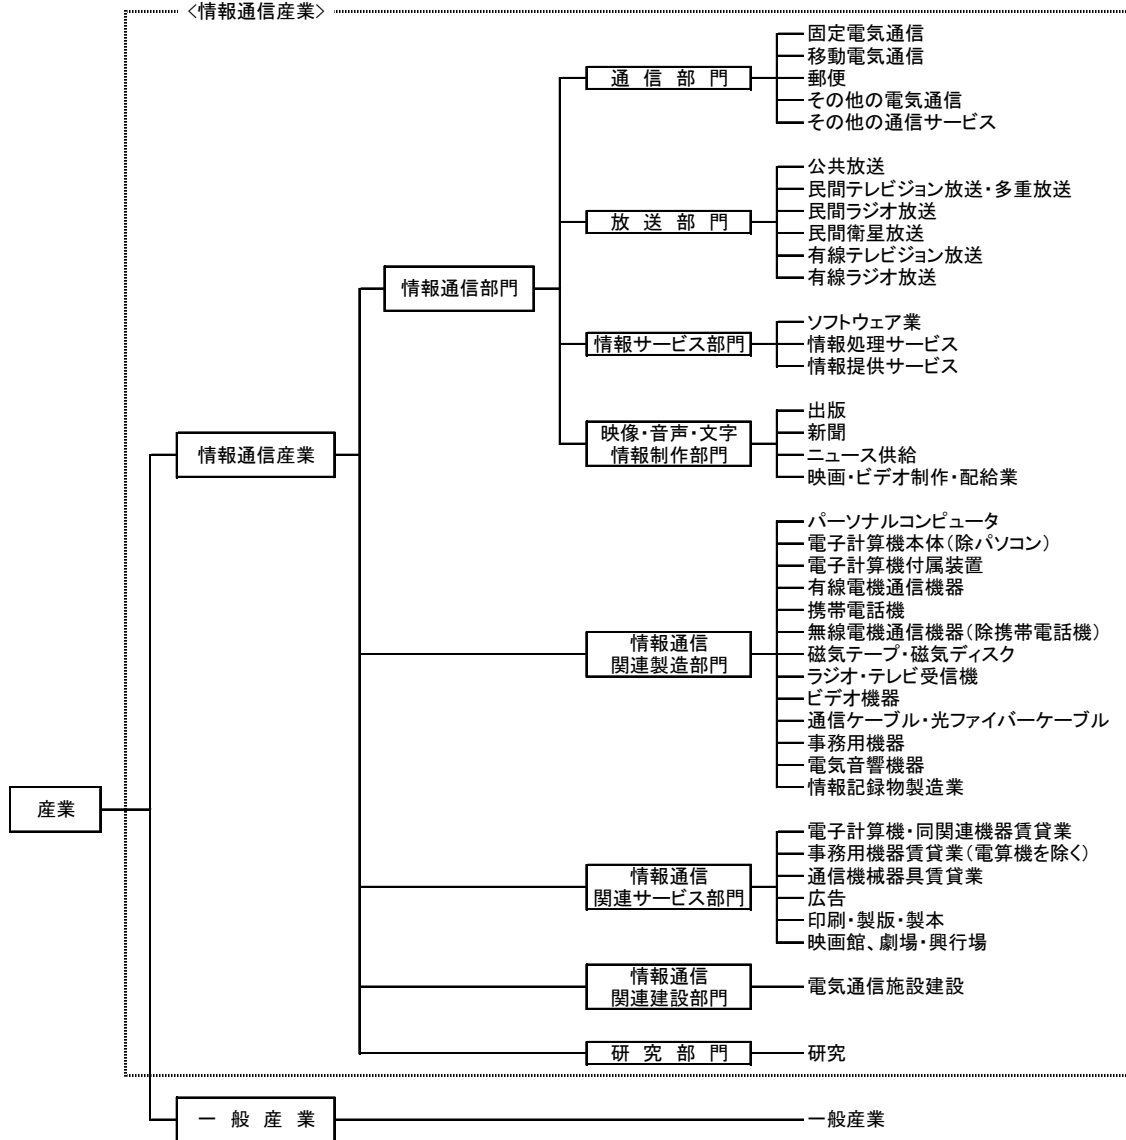 <情報通信産業>
固定電気通信
移動電気通信
通信部門
郵便
その他の電気通信
その他の通信サービス
公共放送
民間テレビジョン放送・多重放送
民間ラジオ放送
放送部門
民間衛星放送
有線テレビジョン放送
有線ラジオ放送
情報通信部門
ソフトウェア業
情報サービス部門
情報処理サービス
情報提供サービス
出版
映像・音声・文字
情報制作部門
新聞
ニュース供給
映画・ビデオ制作・配給業
情報通信産業
パーソナルコンピュータ
電子計算機本体(除パソコン)
電子計算機付属装置
有線電機通信機器
携帯電話機
無線電機通信機器(除携帯電話機)
情報通信
関連製造部門
磁気テープ・磁気ディスク
ラジオ・テレビ受信機
ビデオ機器
通信ケーブル・光ファイバーケーブル
事務用機器
電気音響機器
情報記録物製造業
産業
電子計算機・同関連機器賃貸業
事務用機器賃貸業(電算機を除く)
情報通信
関連サービス部門
通信機械器具賃貸業
広告
印刷・製版・製本
映画館、劇場・興行場
情報通信
関連建設部門
電気通信施設建設
研究部門
研究
一般産業
一般産業